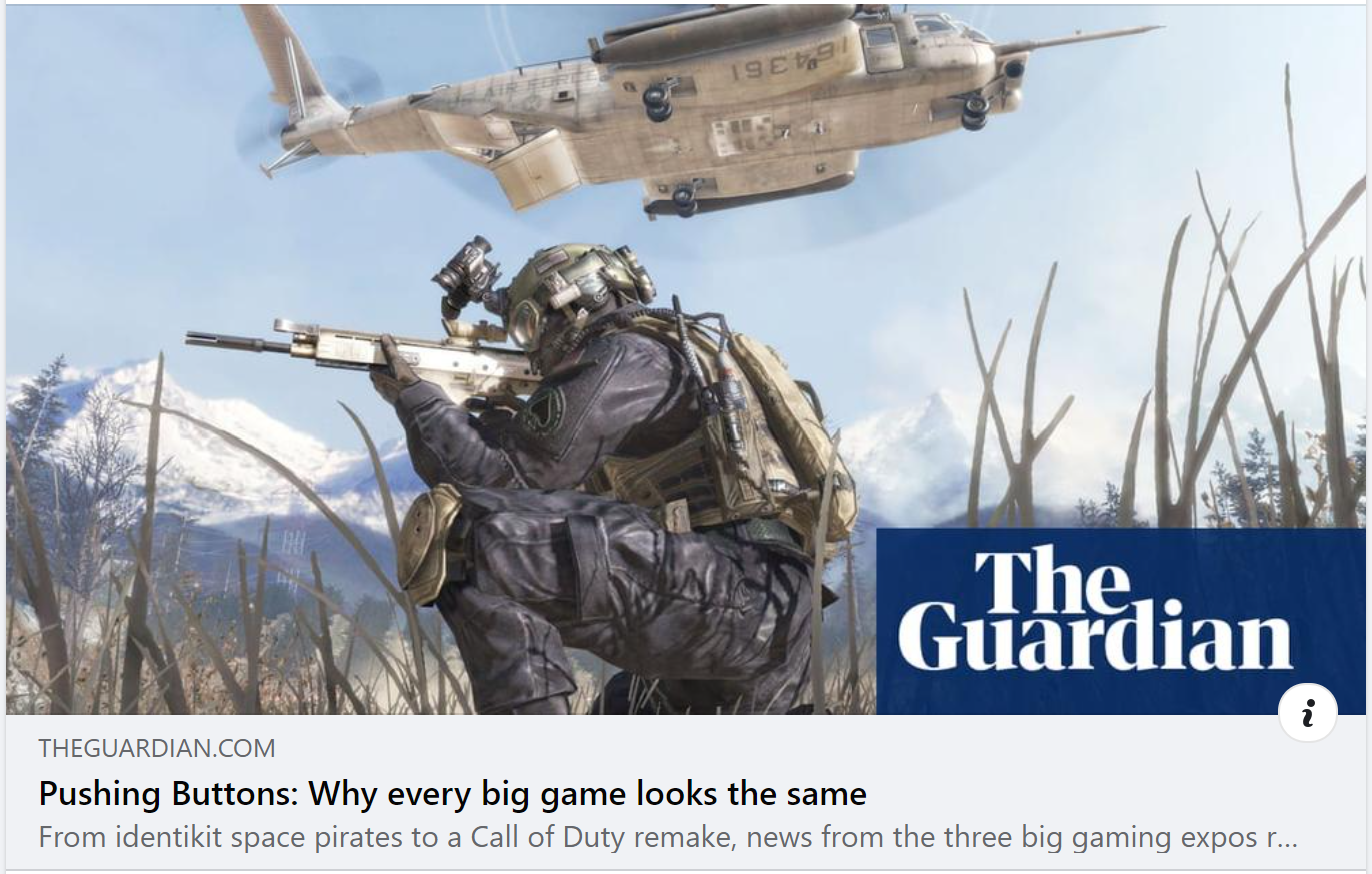 164361
The
Guardian
i
THEGUARDIAN.COM
Pushing Buttons: Why every big game looks the same
From identikit space pirates to a Call of Duty remake, news from the three big gaming expos r...